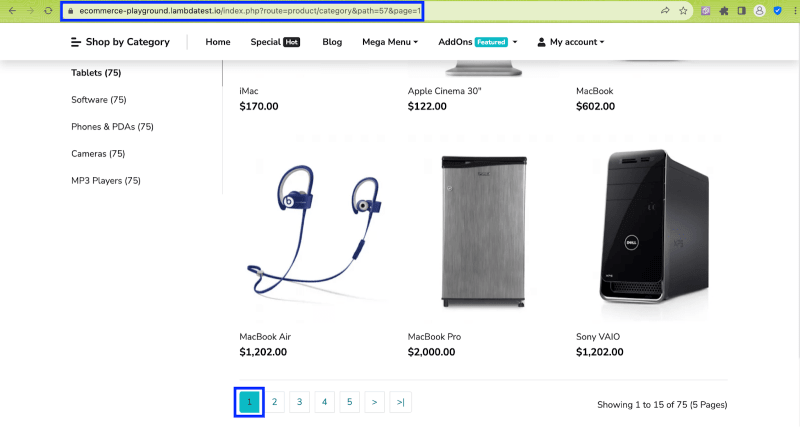 ecommerce-playground.lambdatest.io/index.php?route=product/category&path=57&page=1
Shop by Category
Home
Special Hot
Blog
Mega Menu
AddOns Featured
My account
Tablets (75)
Software (75)
Phones & PDAs (75)
Cameras (75)
MP3 Players (75)
iMac
$170.00
Apple Cinema 30"
$122.00
MacBook
$602.00
DELL
MacBook Air
$1,202.00
MacBook Pro
$2,000.00
Sony VAIO
$1,202.00
1 2 3 4 5 > >|
Showing 1 to 15 of 75 (5 Pages)